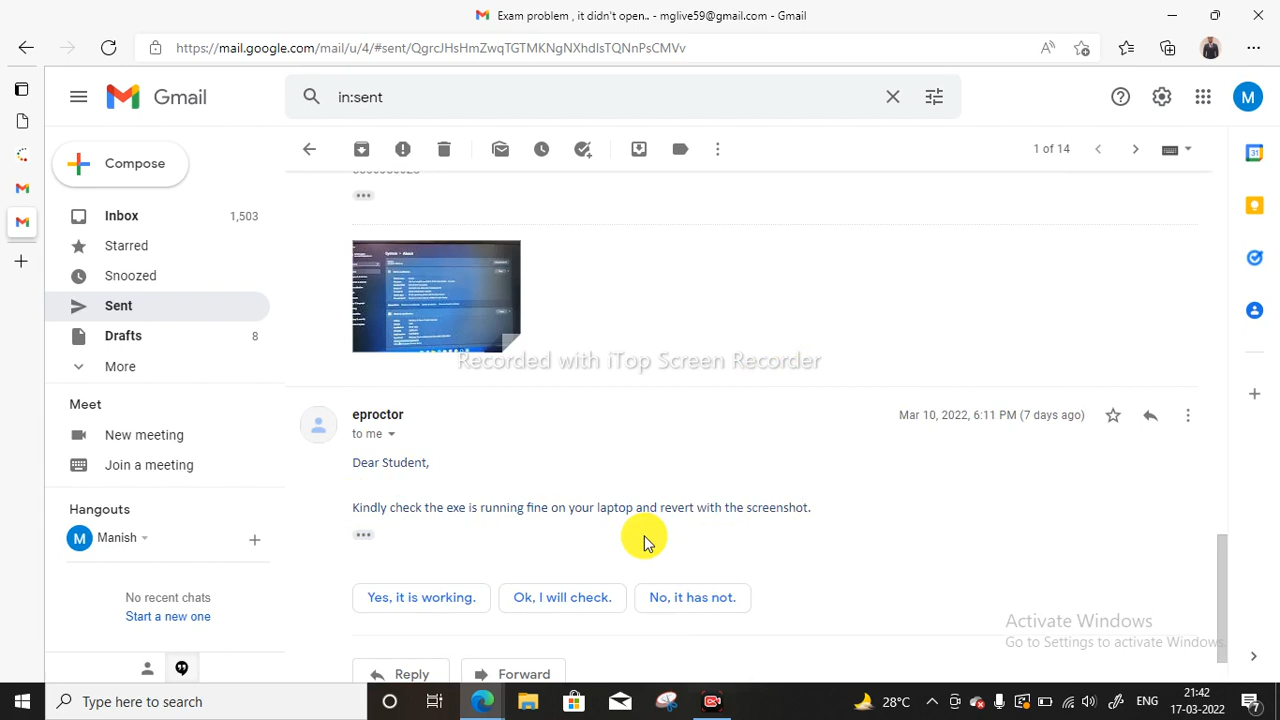 Exam problem , it didn't open.. - mglive59@gmail.com - Gmail
https://mail.google.com/mail/u/4/#sent/QgrcJHsHmZwqTGTMKNgNXhdlsTQNnPsCMVv
Gmail
in:sent
M
Compose
1 of 14
Inbox 1,503
Starred
Snoozed
Sent
Drafts 8
More
System > About
Recorded with iTop Screen Recorder
Meet
New meeting
Join a meeting
eproctor
Mar 10, 2022, 6:11 PM (7 days ago)
to me
Dear Student,
Kindly check the exe is running fine on your laptop and revert with the screenshot.
Hangouts
M Manish
No recent chats
Start a new one
Yes, it is working.
Ok, I will check.
No, it has not.
Activate Windows
Go to Settings to activate Windows.
Reply
Forward
Type here to search
28°C
ENG
21:42
17-03-2022
7